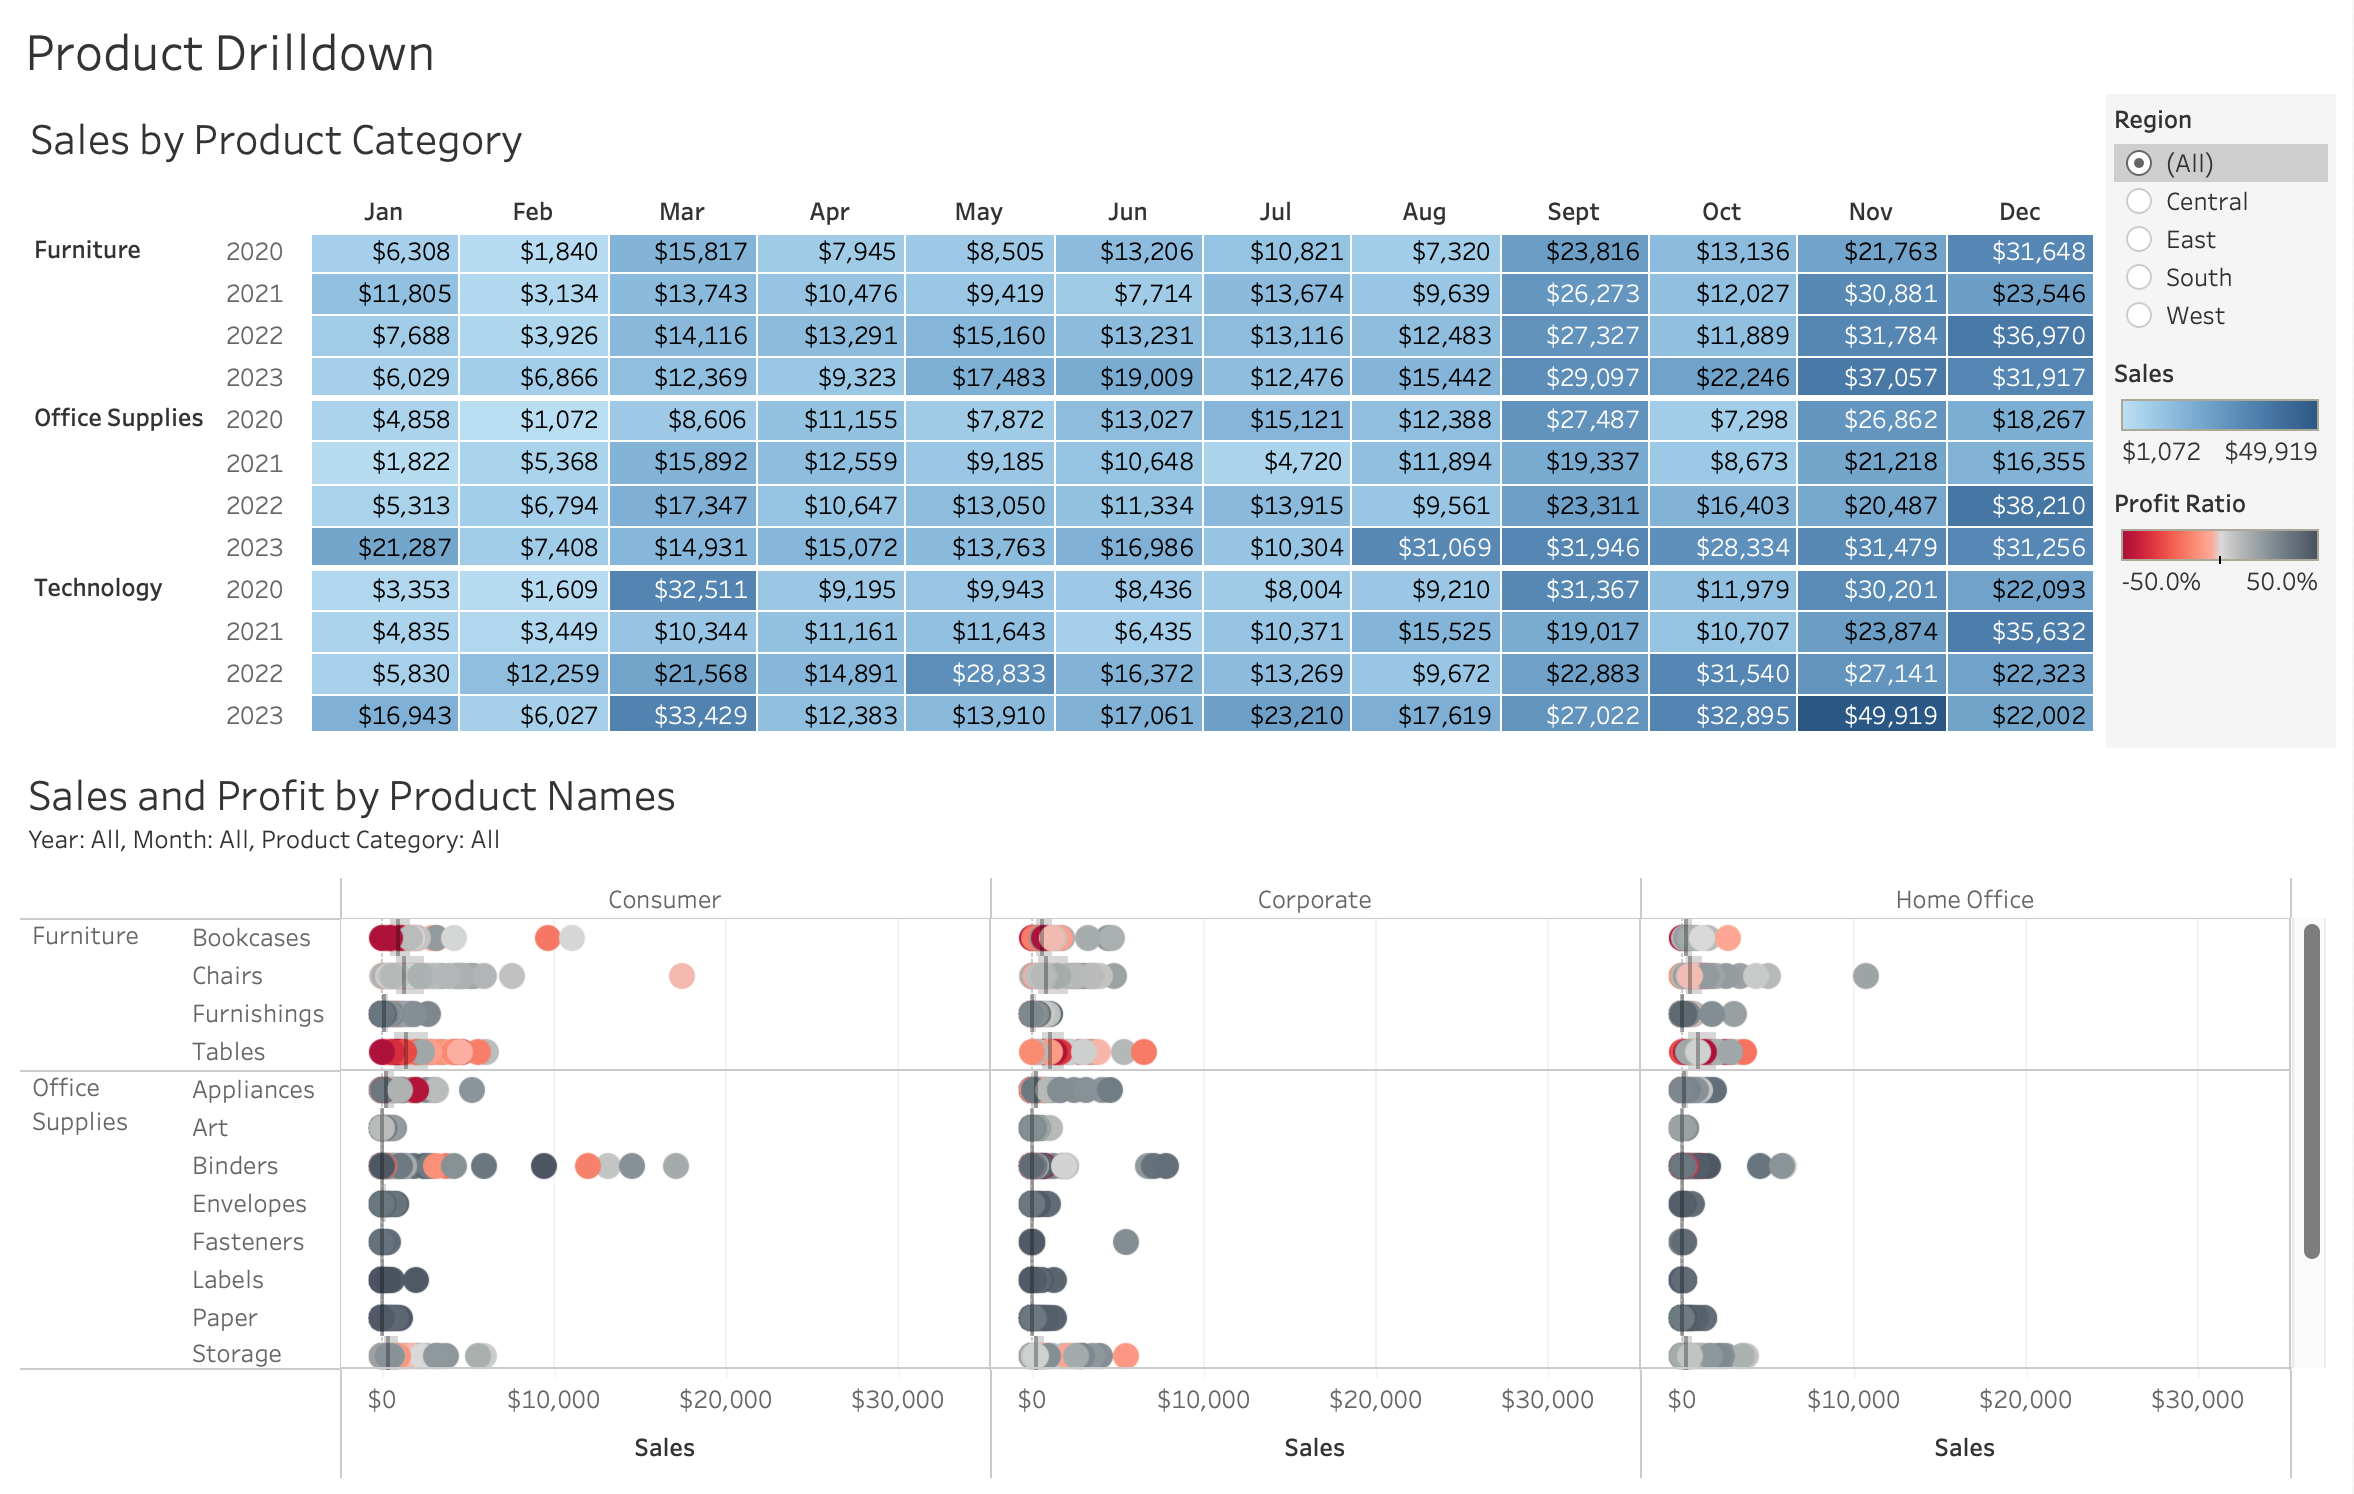 Product Drilldown
Sales by Product Category
Jan Feb Mar Apr May Jun Jul Aug Sept Oct Nov Dec
Furniture 2020 $6,308 $1,840 $15,817 $7,945 $8,505 $13,206 $10,821 $7,320 $23,816 $13,136 $21,763 $31,648
2021 $11,805 $3,134 $13,743 $10,476 $9,419 $7,714 $13,674 $9,639 $26,273 $12,027 $30,881 $23,546
2022 $7,688 $3,926 $14,116 $13,291 $15,160 $13,231 $13,116 $12,483 $27,327 $11,889 $31,784 $36,970
2023 $6,029 $6,866 $12,369 $9,323 $17,483 $19,009 $12,476 $15,442 $29,097 $22,246 $37,057 $31,917
Office Supplies 2020 $4,858 $1,072 $8,606 $11,155 $7,872 $13,027 $15,121 $12,388 $27,487 $7,298 $26,862 $18,267
2021 $1,822 $5,368 $15,892 $12,559 $9,185 $10,648 $4,720 $11,894 $19,337 $8,673 $21,218 $16,355
2022 $5,313 $6,794 $17,347 $10,647 $13,050 $11,334 $13,915 $9,561 $23,311 $16,403 $20,487 $38,210
2023 $21,287 $7,408 $14,931 $15,072 $13,763 $16,986 $10,304 $31,069 $31,946 $28,334 $31,479 $31,256
Technology 2020 $3,353 $1,609 $32,511 $9,195 $9,943 $8,436 $8,004 $9,210 $31,367 $11,979 $30,201 $22,093
2021 $4,835 $3,449 $10,344 $11,161 $11,643 $6,435 $10,371 $15,525 $19,017 $10,707 $23,874 $35,632
2022 $5,830 $12,259 $21,568 $14,891 $28,833 $16,372 $13,269 $9,672 $22,883 $31,540 $27,141 $22,323
2023 $16,943 $6,027 $33,429 $12,383 $13,910 $17,061 $23,210 $17,619 $27,022 $32,895 $49,919 $22,002
Region
(All)
Central
East
South
West
Sales
$1,072 $49,919
Profit Ratio
-50.0% 50.0%
Sales and Profit by Product Names
Year: All, Month: All, Product Category: All
Consumer Corporate Home Office
Furniture Bookcases
Chairs
Furnishings
Tables
Office Appliances
Supplies Art
Binders
Envelopes
Fasteners
Labels
Paper
Storage
$0 $10,000 $20,000 $30,000 $0 $10,000 $20,000 $30,000 $0 $10,000 $20,000 $30,000
Sales Sales Sales